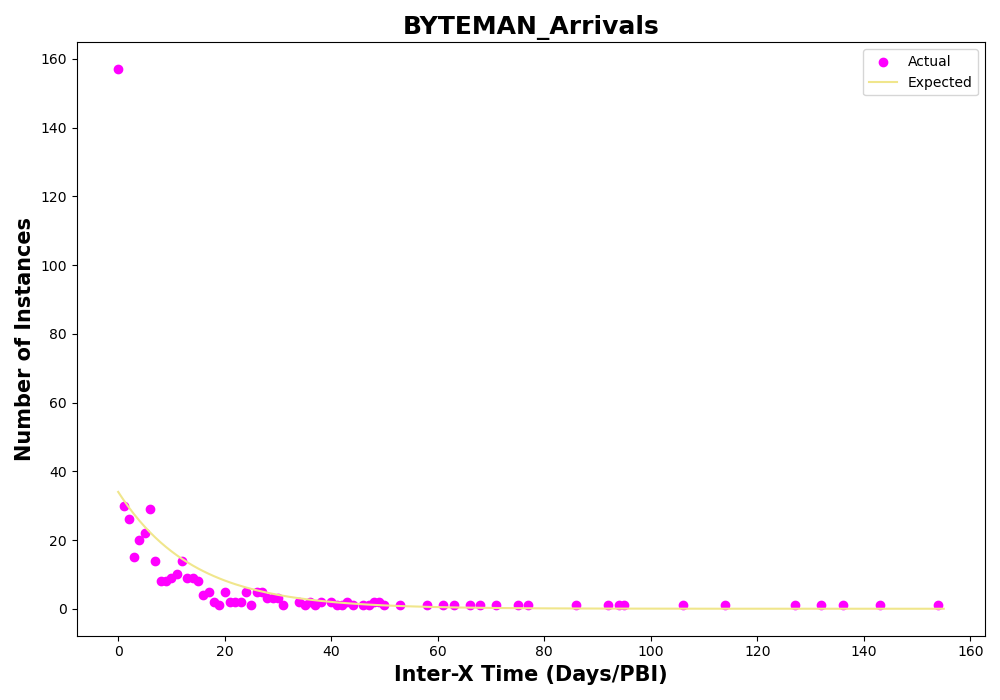 BYTEMAN_Arrivals
160
140
120
100
80
60
40
20
0
Number of Instances
Actual
Expected
0 20 40 60 80 100 120 140 160
Inter-X Time (Days/PBI)